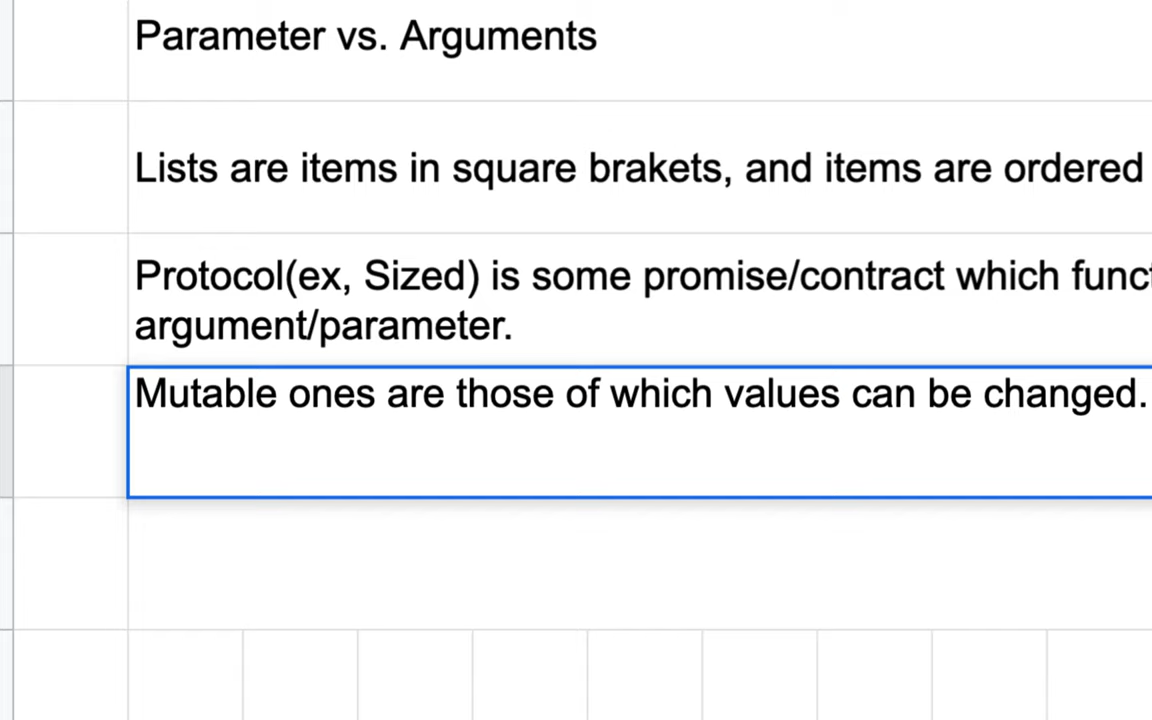 Parameter vs. Arguments
Lists are items in square brakets, and items are ordered
Protocol(ex, Sized) is some promise/contract which
argument/parameter.
Mutable ones are those of which values can be changed.